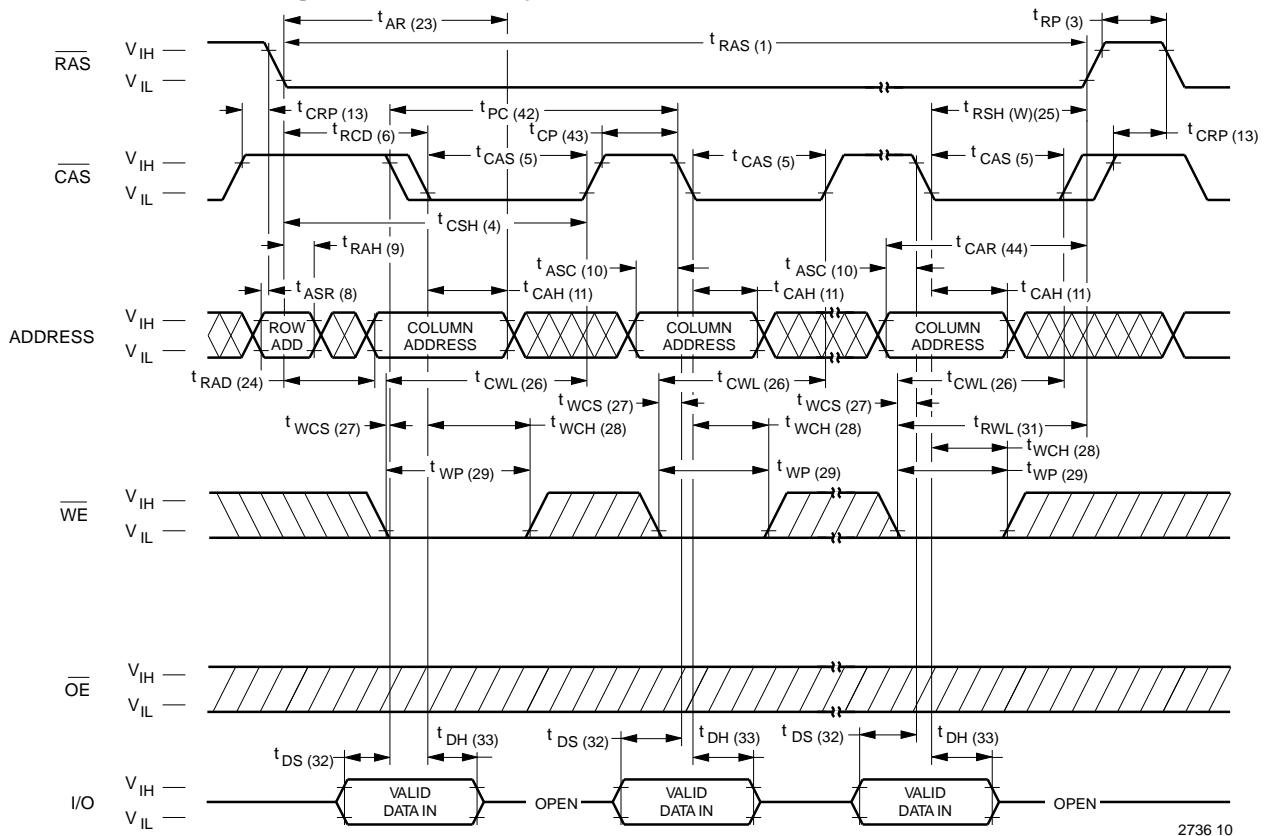 t AR (23)
t RP (3)
t RAS (1)
RAS
V IH
V IL
t CRP (13)
t PC (42)
t RSH (W)(25)
t RCD (6)
t CP (43)
t CRP (13)
CAS
V IH
t CAS (5)
t CAS (5)
t CAS (5)
V IL
t CSH (4)
t RAH (9)
t CAR (44)
t ASC (10)
t ASC (10)
t ASR (8)
t CAH (11)
t CAH (11)
t CAH (11)
ADDRESS
V IH
V IL
ROW ADD
COLUMN ADDRESS
COLUMN ADDRESS
COLUMN ADDRESS
t RAD (24)
t CWL (26)
t CWL (26)
t CWL (26)
t WCS (27)
t WCS (27)
t WCS (27)
t WCH (28)
t WCH (28)
t RWL (31)
t WCH (28)
t WP (29)
t WP (29)
t WP (29)
WE
V IH
V IL
OE
V IH
V IL
t DS (32)
t DH (33)
t DS (32)
t DH (33)
t DS (32)
t DH (33)
I/O
V IH
V IL
VALID DATA IN
OPEN
VALID DATA IN
VALID DATA IN
OPEN
2736 10